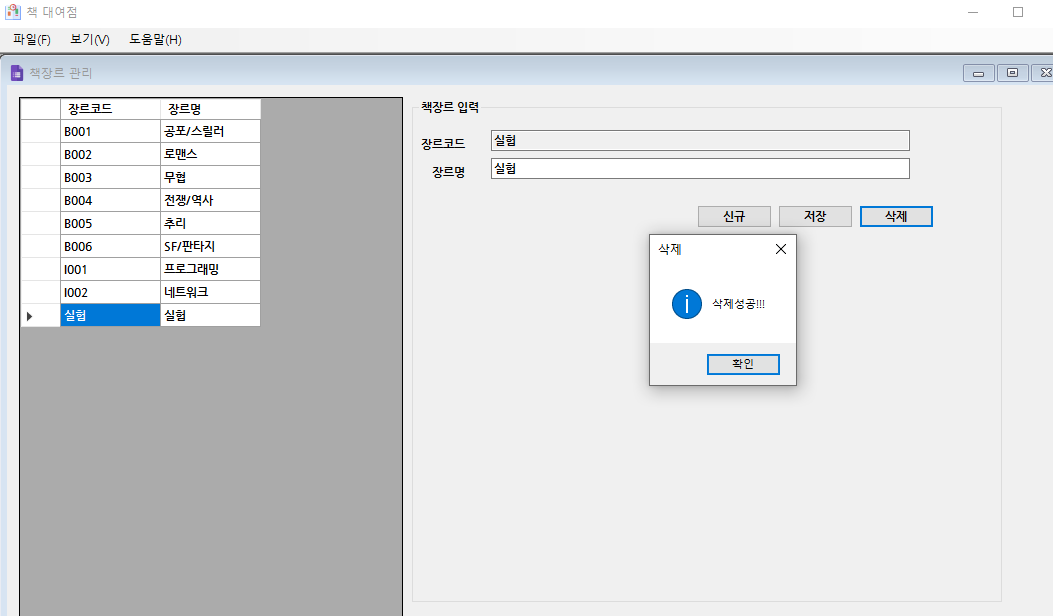 책 대여점
파일(F) 보기(V) 도움말(H)
책장르 관리
장르코드 장르명
B001 공포/스릴러
B002 로맨스
B003 무협
B004 전쟁/역사
B005 추리
B006 SF/판타지
I001 프로그래밍
I002 네트워크
실험 실험
책장르 입력
장르코드 실험
장르명 실험
신규 저장 삭제
삭제
삭제성공!!!
확인